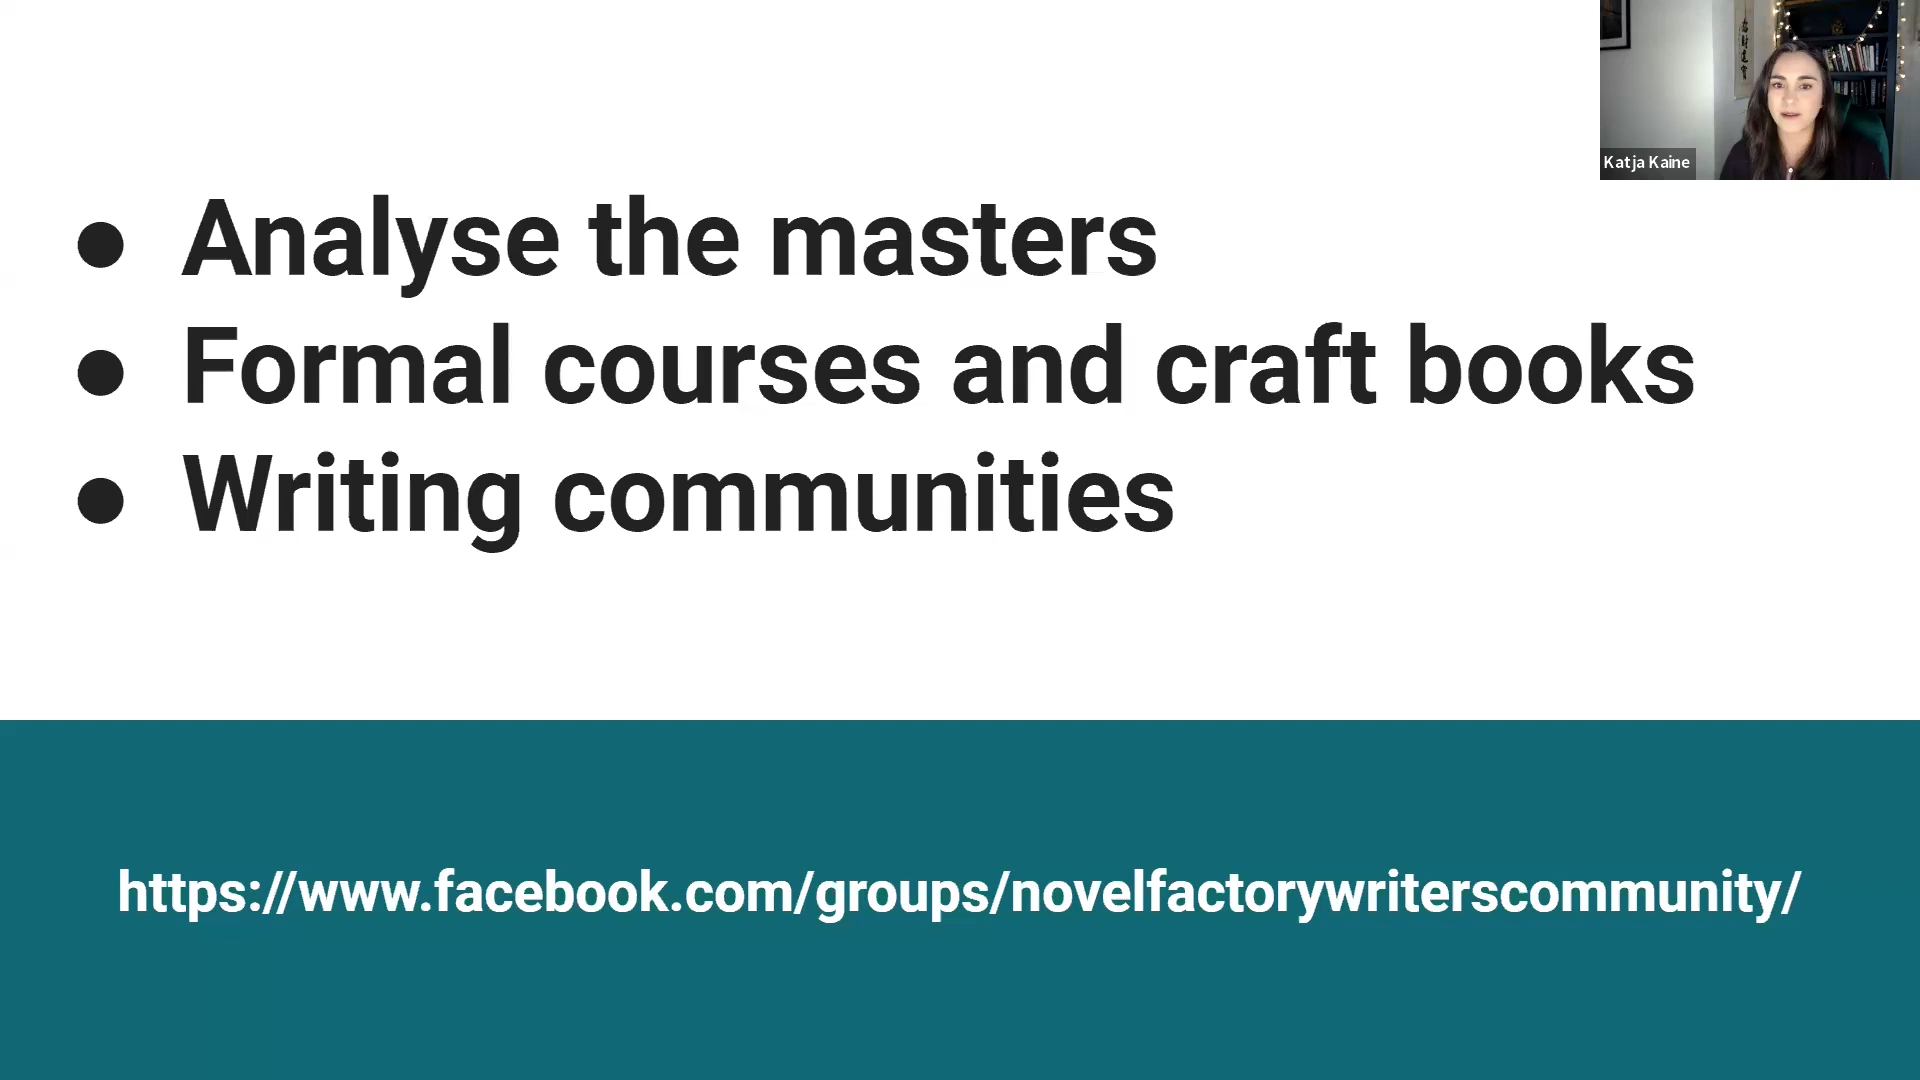 Katja Kaine
● Analyse the masters
● Formal courses and craft books
● Writing communities
https://www.facebook.com/groups/novelfactorywriterscommunity/